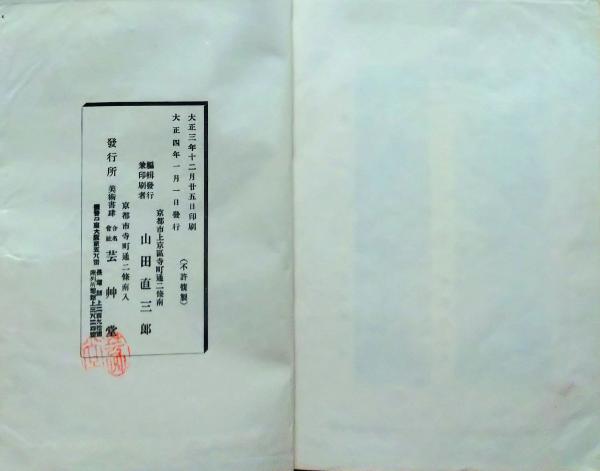 大正三年十二月廿五日印刷
大正四年一月一日發行
（不許複製）
編輯發行
兼印刷者
京都市上京區寺町通二條南
山田直三郎
京都市寺町通二條南入
發行所
美術書肆
合名
會社
芸艸堂